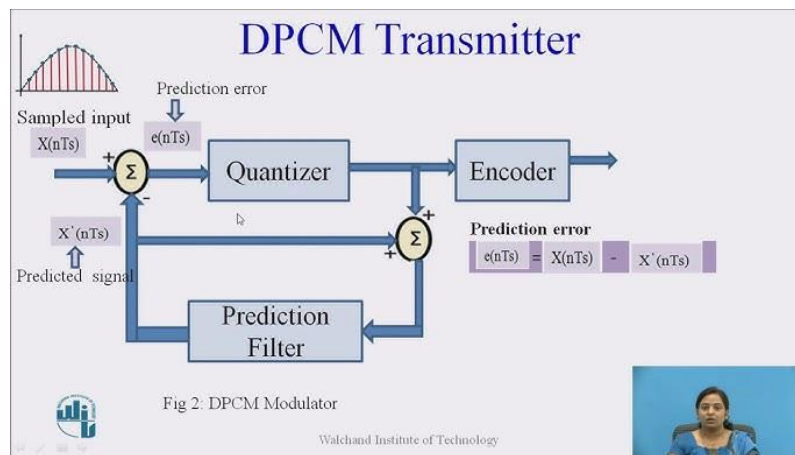 DPCM Transmitter
Prediction error
Sampled input
X(nTs)
e(nTs)
+
Σ
-
Quantizer
Encoder
+
Σ
+
X'(nTs)
Predicted signal
Prediction error
e(nTs) = X(nTs) - X'(nTs)
Prediction
Filter
Fig 2: DPCM Modulator
Walchand Institute of Technology